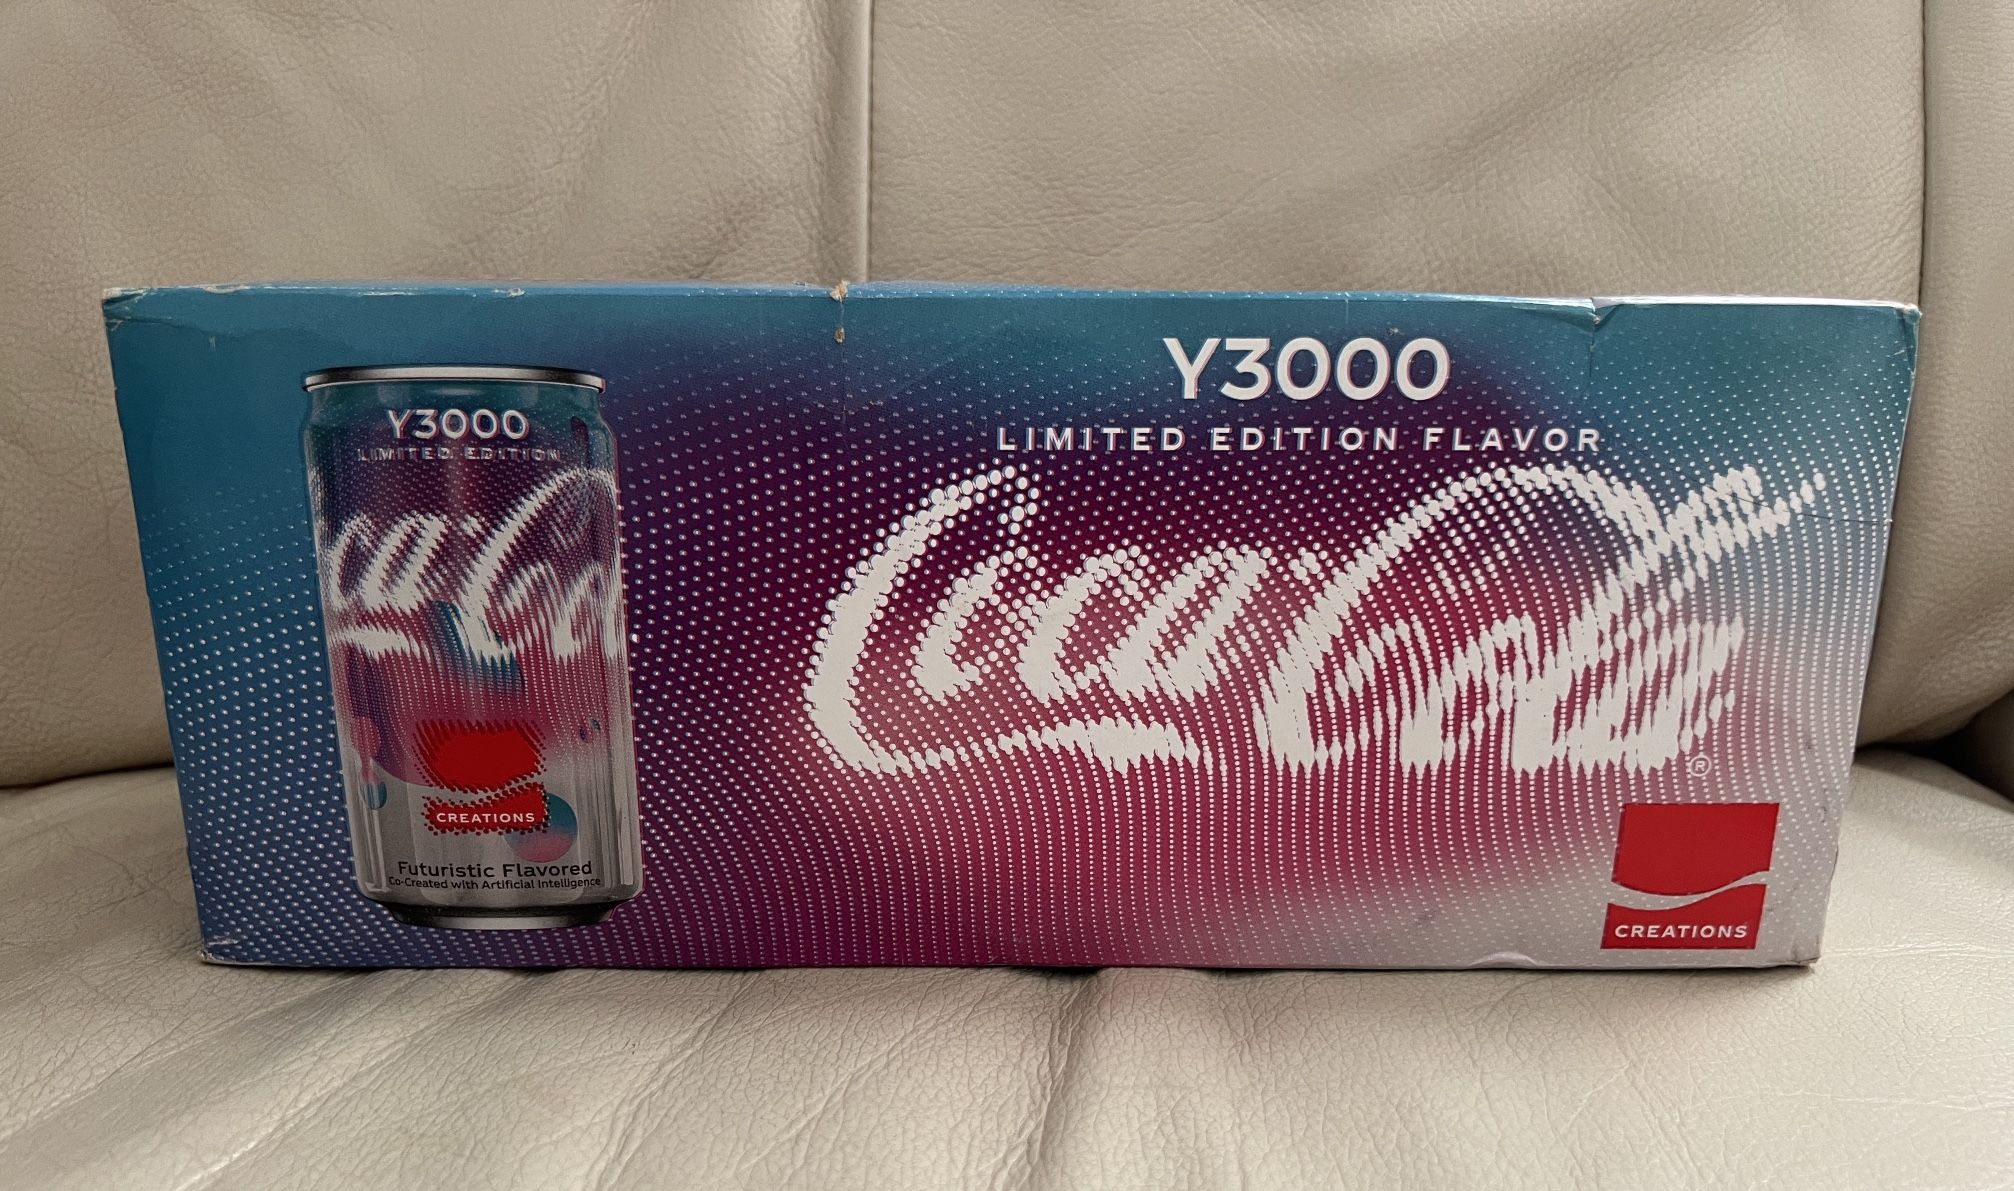 Y3000
LIMITED EDITION
Coca-Co
CREATIONS
Futuristic Flavored
Co-Created with Artificial Intelligence
Y3000
LIMITED EDITION FLAVOR
Coca-Cola
®
CREATIONS